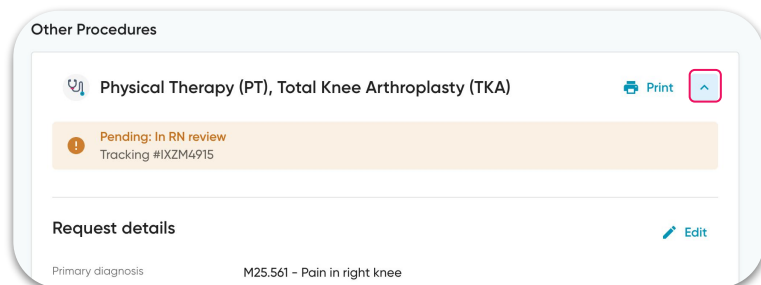 Other Procedures
Physical Therapy (PT), Total Knee Arthroplasty (TKA)
Print
Pending: In RN review
Tracking #IXZM4915
Request details
Edit
Primary diagnosis
M25.561 - Pain in right knee